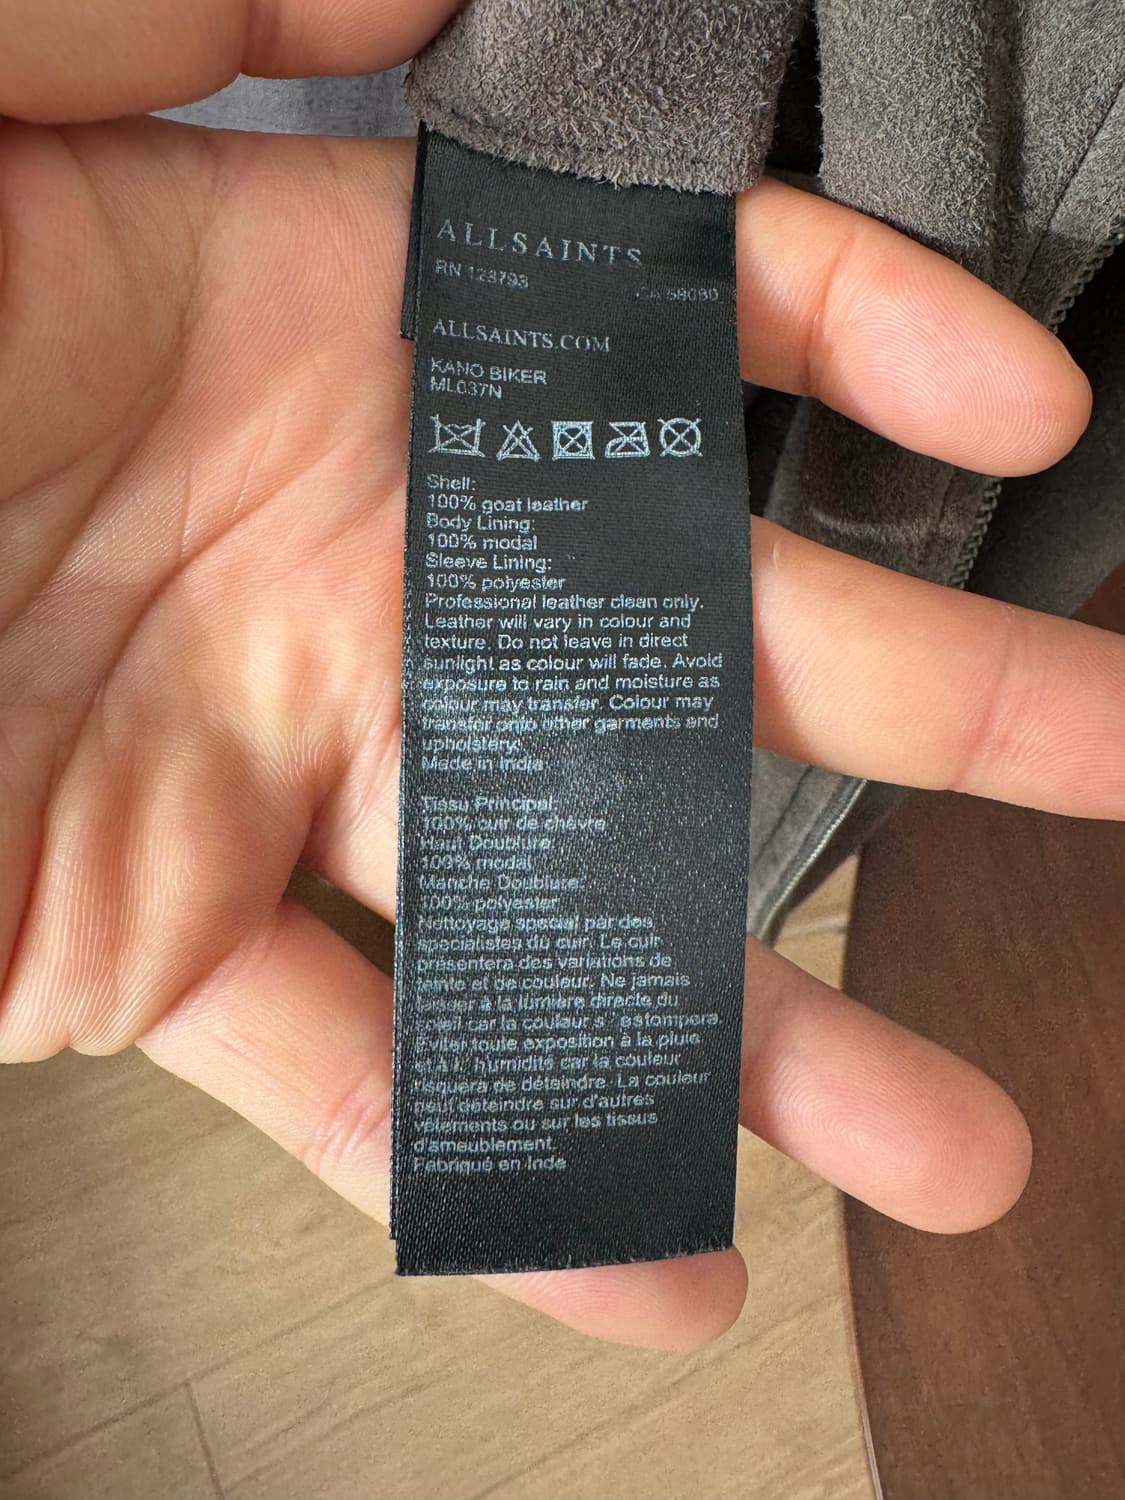 ALLSAINTS
RN 123793
CA 58080
ALLSAINTS.COM
KANO BIKER
ML037N
Shell:
100% goat leather
Body Lining:
100% modal
Sleeve Lining:
100% polyester
Professional leather clean only.
Leather will vary in colour and
texture. Do not leave in direct
sunlight as colour will fade. Avoid
exposure to rain and moisture as
colour may transfer. Colour may
transfer onto other garments and
upholstery.
Made in India
Tissu Principal
100% cuir de chèvre
Haut Doublure
100% modal
Manche Doublure:
100% polyester
Nettoyage special par des
specialistes du cuir. Le cuir
presentera des variations de
teinte et de couleur. Ne jamais
laisser à la lumière directe du
soleil car la couleur s' estompera.
Eviter toute exposition à la pluie
et à l' humidité car la couleur
risquera de déteindre. La couleur
peut déteindre sur d'autres
vêtements ou sur les tissus
d'ameublement.
Fabriqué en Inde